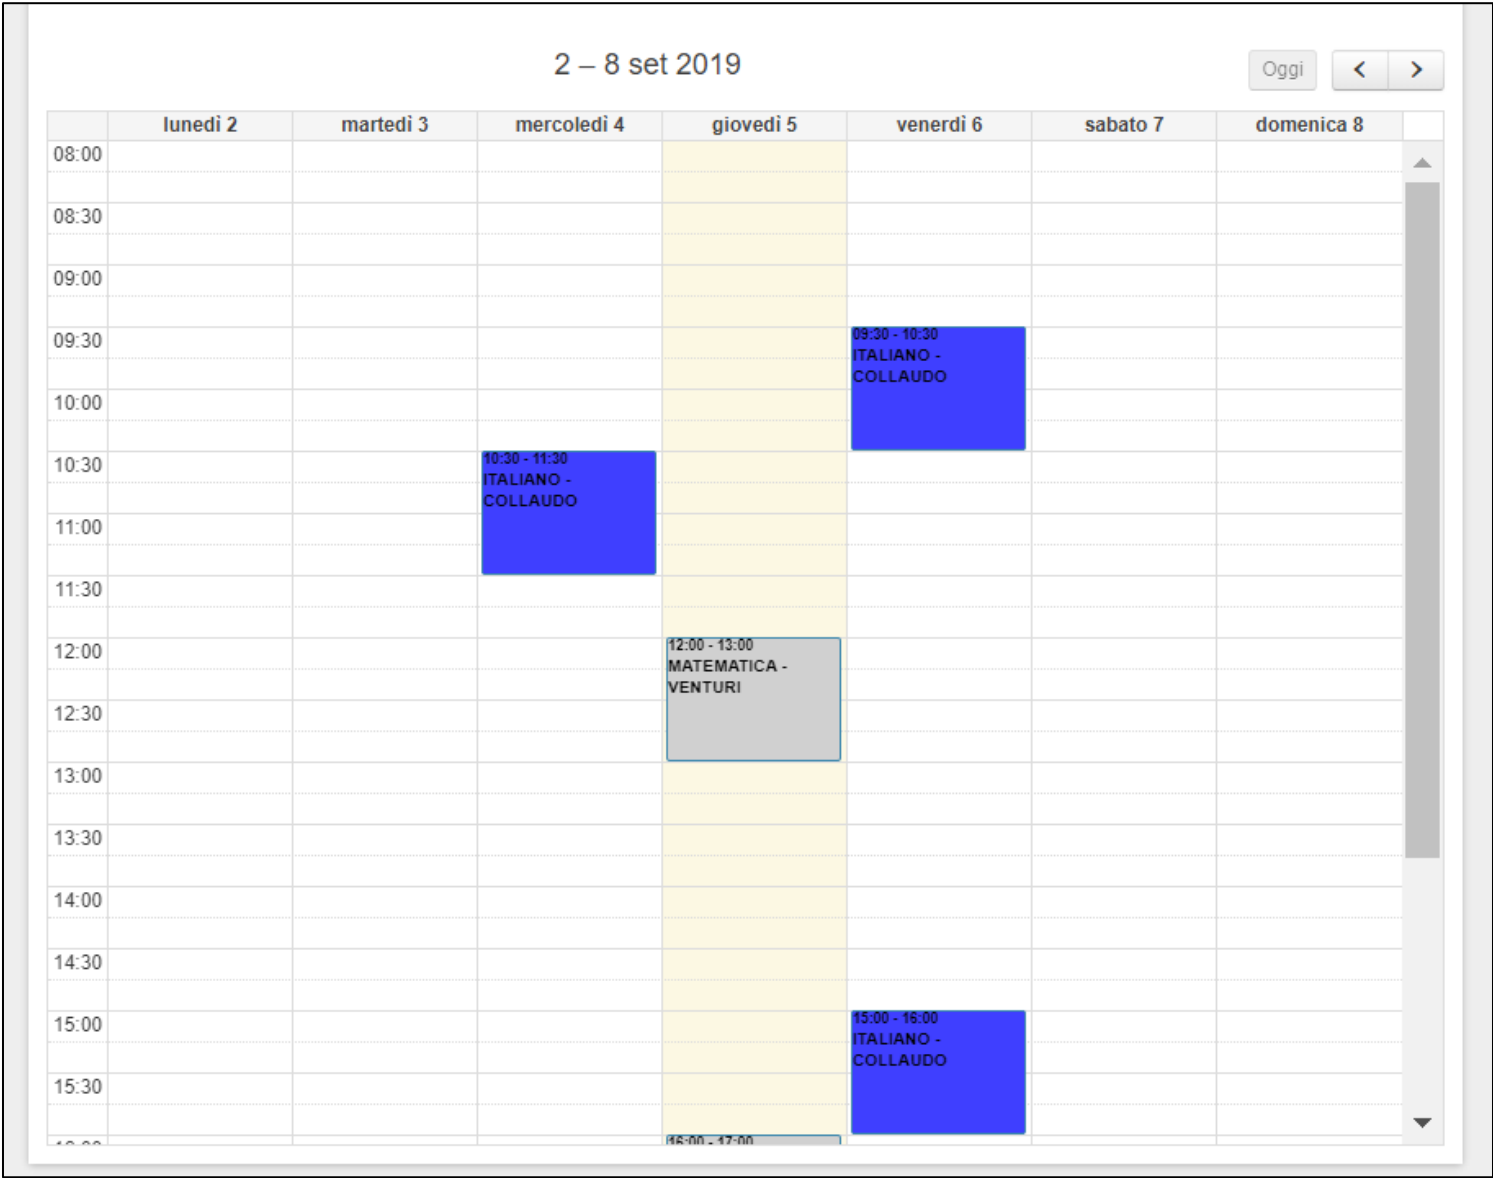 2 – 8 set 2019
Oggi
lunedì 2 martedì 3 mercoledì 4 giovedì 5 venerdì 6 sabato 7 domenica 8
08:00
08:30
09:00
09:30
09:30 - 10:30
ITALIANO -
COLLAUDO
10:00
10:30
10:30 - 11:30
ITALIANO -
COLLAUDO
11:00
11:30
12:00
12:00 - 13:00
MATEMATICA -
VENTURI
12:30
13:00
13:30
14:00
14:30
15:00
15:00 - 16:00
ITALIANO -
COLLAUDO
15:30
16:00 - 17:00